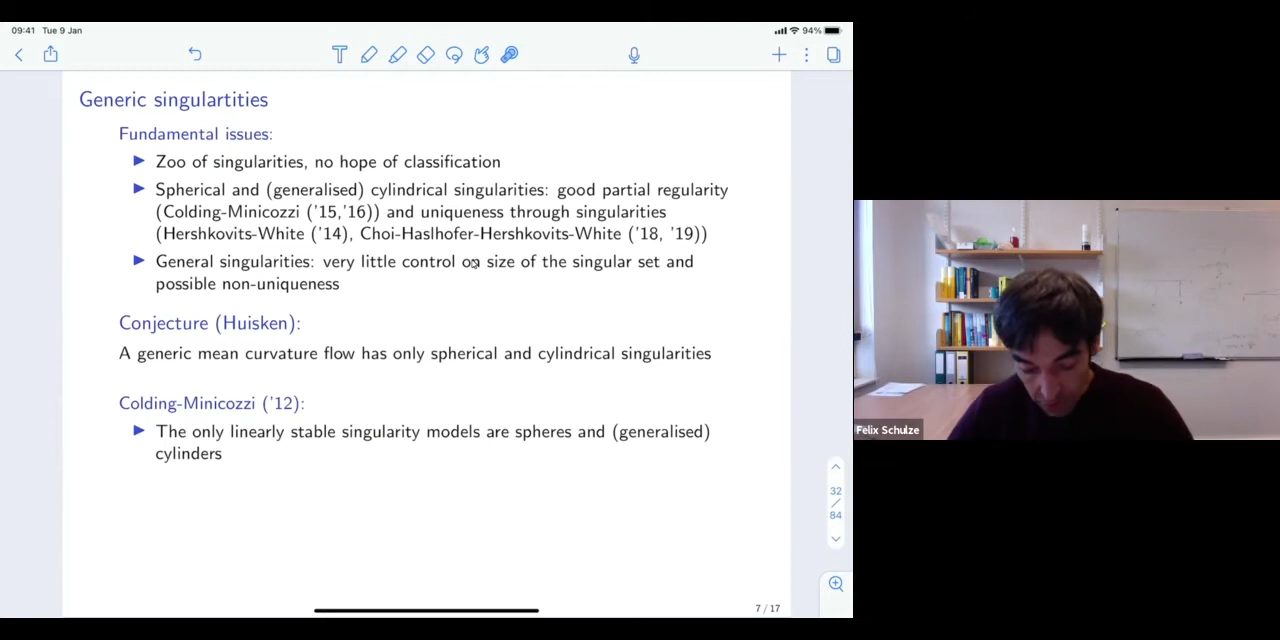 09:41 Tue 9 Jan
94%
Generic singultartities
Fundamental issues:
▶ Zoo of singularities, no hope of classification
▶ Spherical and (generalised) cylindrical singularities: good partial regularity
(Colding-Minicozzi ('15,'16)) and uniqueness through singularities
(Hershkovits-White ('14), Choi-Haslhofer-Hershkovits-White ('18, '19))
▶ General singularities: very little control on size of the singular set and
possible non-uniqueness
Conjecture (Huisken):
A generic mean curvature flow has only spherical and cylindrical singularities
Colding-Minicozzi ('12):
▶ The only linearly stable singularity models are spheres and (generalised)
cylinders
32
/
84
7 / 17
Felix Schulze